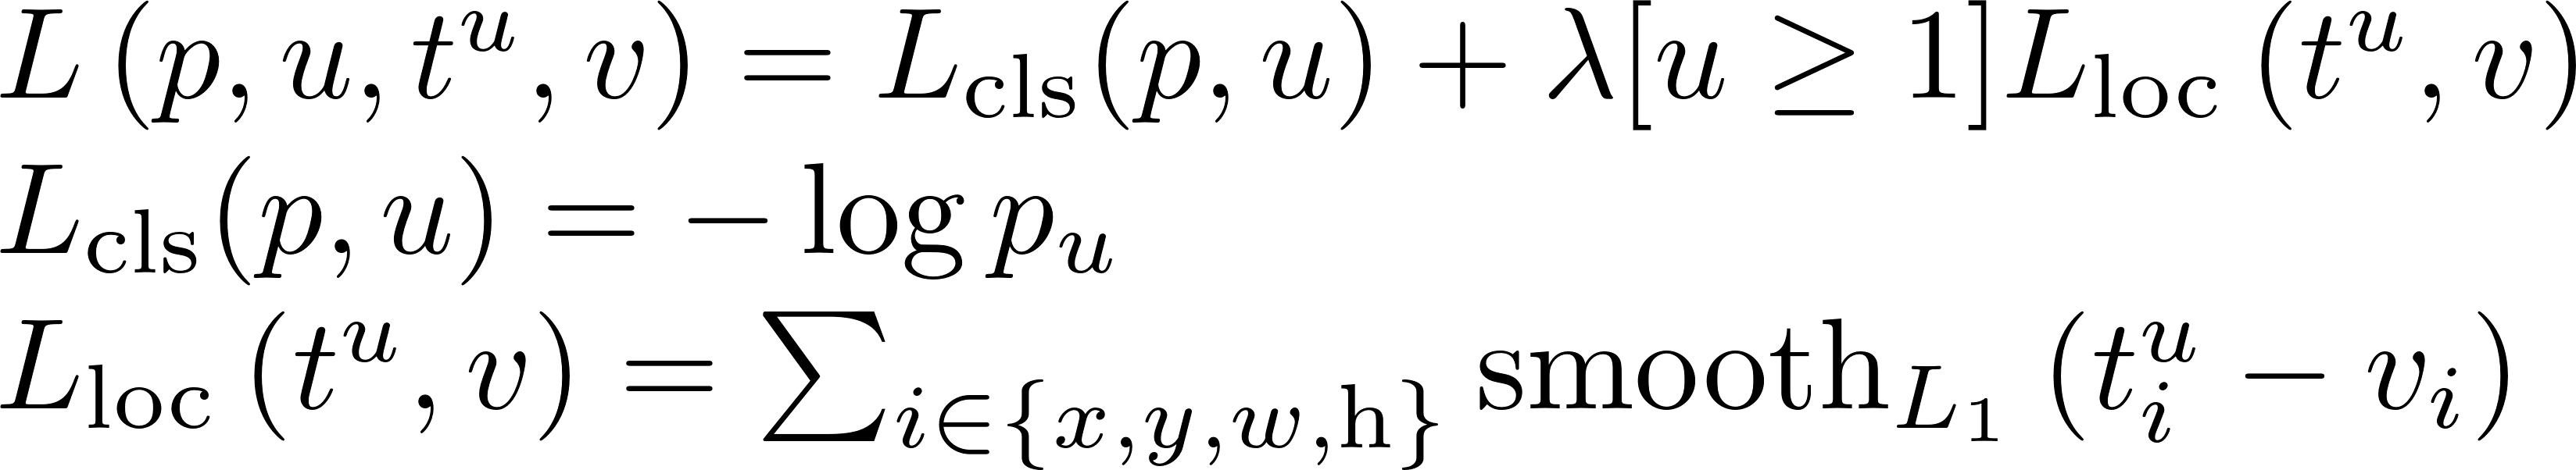 L (p, u, t^u, v) = L_cls(p, u) + λ[u ≥ 1]L_loc (t^u, v)
L_cls(p, u) = − log p_u
L_loc (t^u, v) = ∑_{i∈{x,y,w,h}} smooth_{L_1} (t_i^u − v_i)